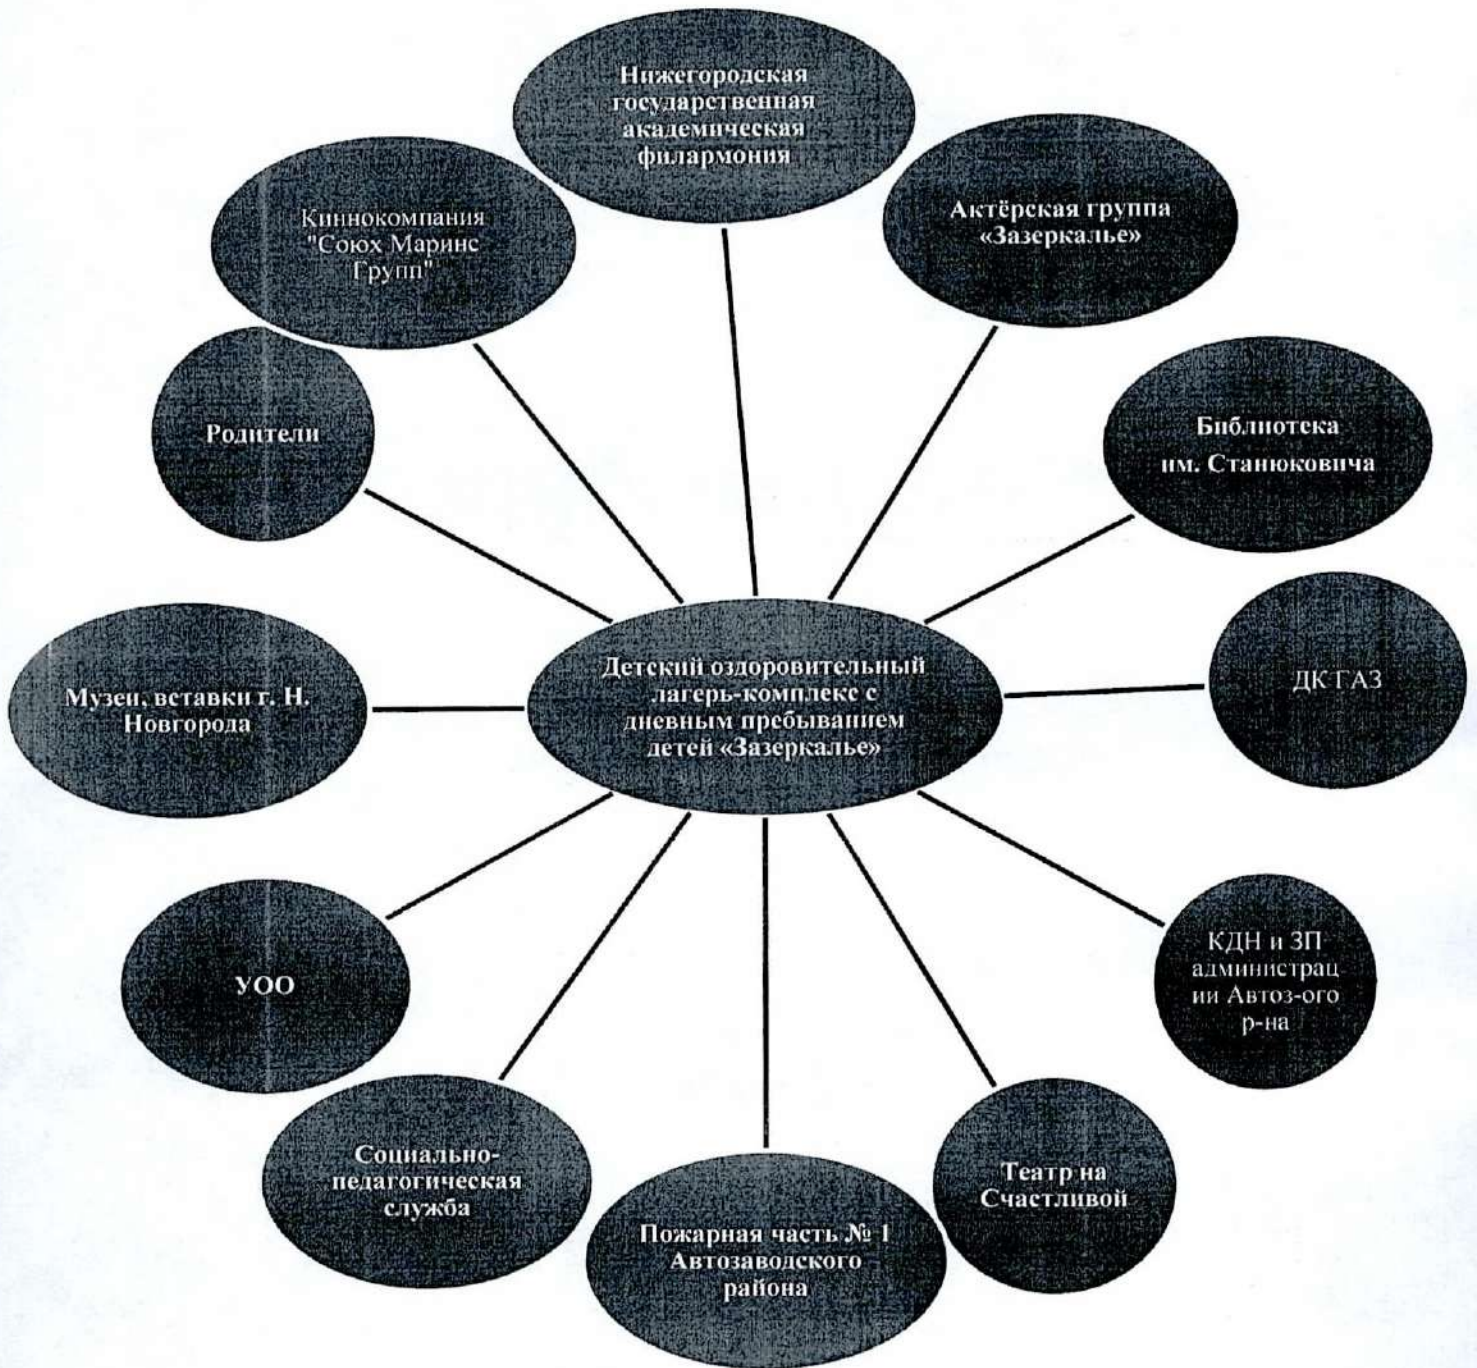 Нижегородская
государственная
академическая
филармония
Актёрская группа
«Зазеркалье»
Киннокомпания
"Союх Маринс
Групп"
Родители
Библиотека
им. Станюковича
Детский оздоровительный
лагерь-комплекс с
дневным пребыванием
детей «Зазеркалье»
ДК ГАЗ
Музеи, вставки г. Н.
Новгорода
КДН и ЗП
администрац
ии Автоз-ого
р-на
УОО
Социально-
педагогическая
служба
Театр на
Счастливой
Пожарная часть № 1
Автозаводского
района